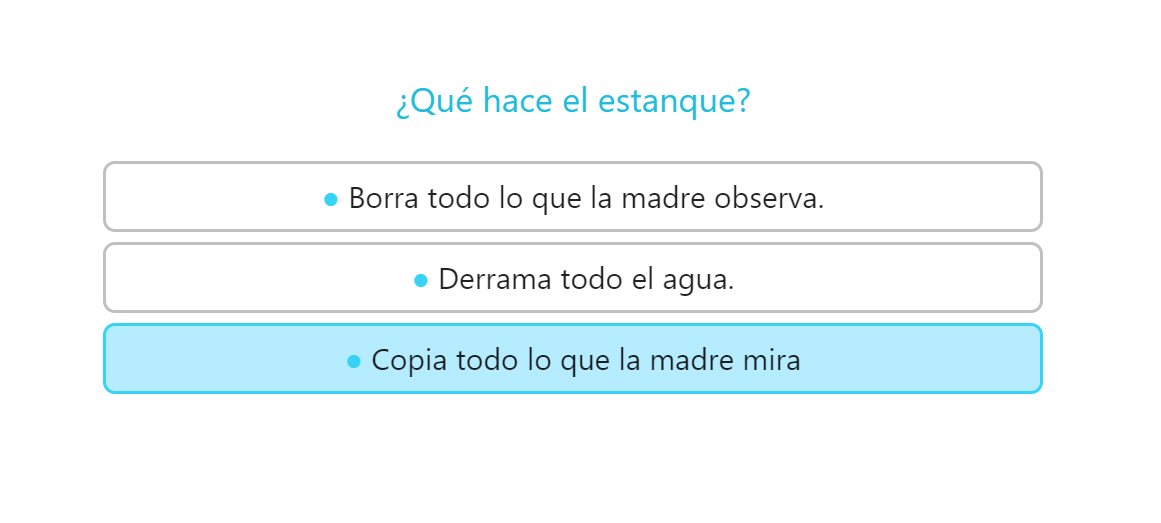 ¿Qué hace el estanque?
● Borra todo lo que la madre observa.
● Derrama todo el agua.
● Copia todo lo que la madre mira